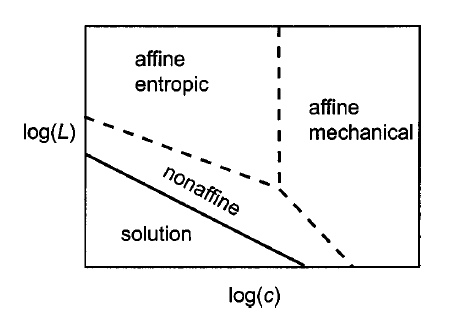 affine
entropic
affine
mechanical
log(L)
nonaffine
solution
log(c)